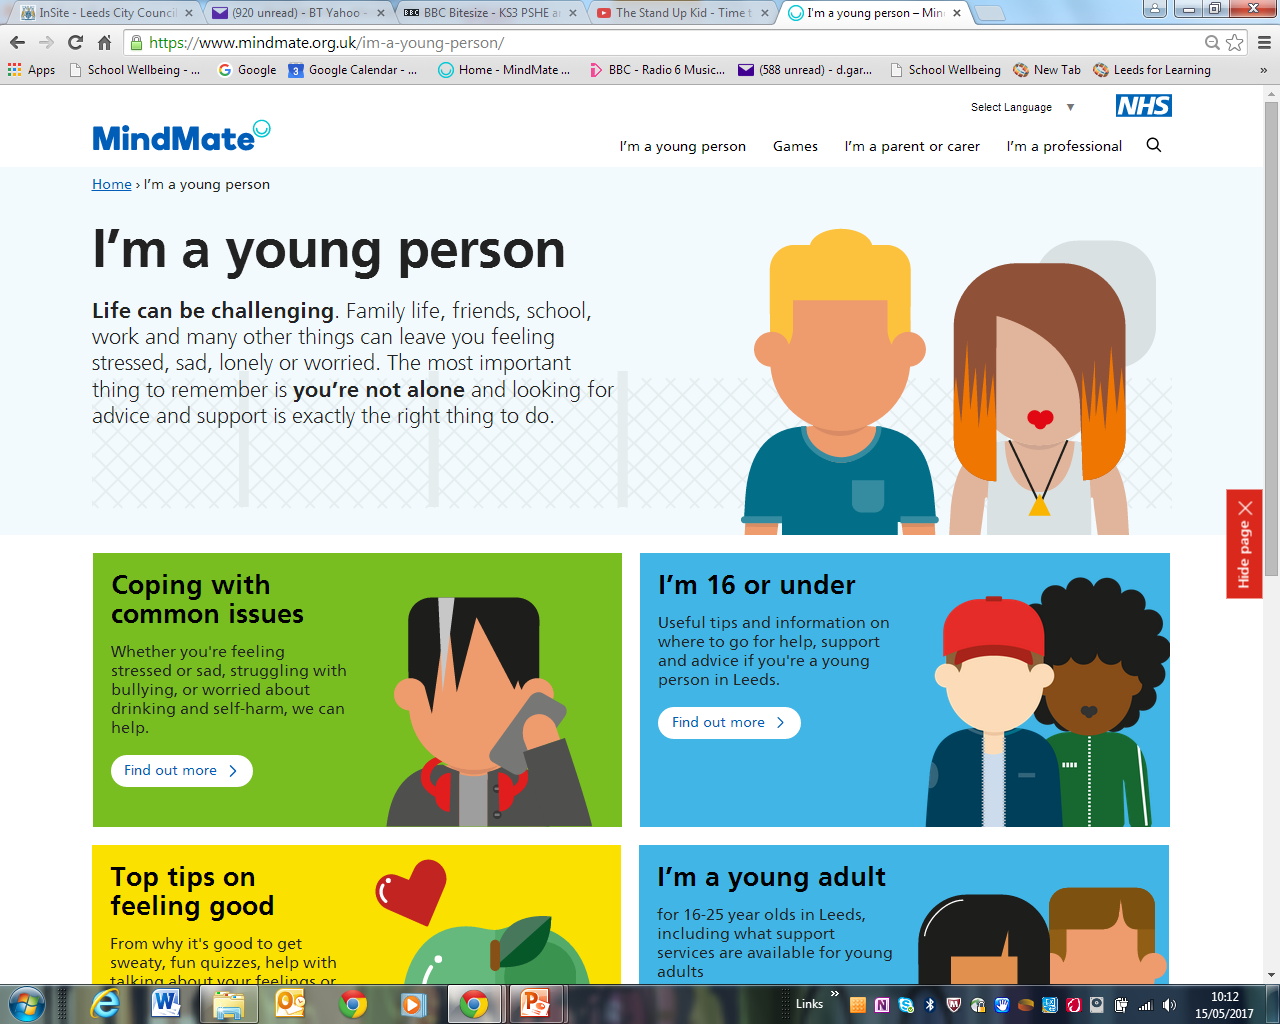 InSite - Leeds City Council
(920 unread) - BT Yahoo
BBC Bitesize - KS3 PSHE a
The Stand Up Kid - Time t
I'm a young person – Min
https://www.mindmate.org.uk/im-a-young-person/
Apps
School Wellbeing - ...
Google
Google Calendar - ...
Home - MindMate ...
BBC - Radio 6 Music...
(588 unread) - d.gar...
School Wellbeing
New Tab
Leeds for Learning
»
Select Language ▼
NHS
MindMate
I'm a young person
Games
I'm a parent or carer
I'm a professional
Home › I'm a young person
I'm a young person
Life can be challenging. Family life, friends, school,
work and many other things can leave you feeling
stressed, sad, lonely or worried. The most important
thing to remember is you're not alone and looking for
advice and support is exactly the right thing to do.
Hide page
Coping with
common issues
Whether you're feeling
stressed or sad, struggling with
bullying, or worried about
drinking and self-harm, we can
help.
Find out more
I'm 16 or under
Useful tips and information on
where to go for help, support
and advice if you're a young
person in Leeds.
Find out more
Top tips on
feeling good
From why it's good to get
sweaty, fun quizzes, help with
talking about your feelings or
I'm a young adult
for 16-25 year olds in Leeds,
including what support
services are available for young
adults
Links »
10:12
15/05/2017